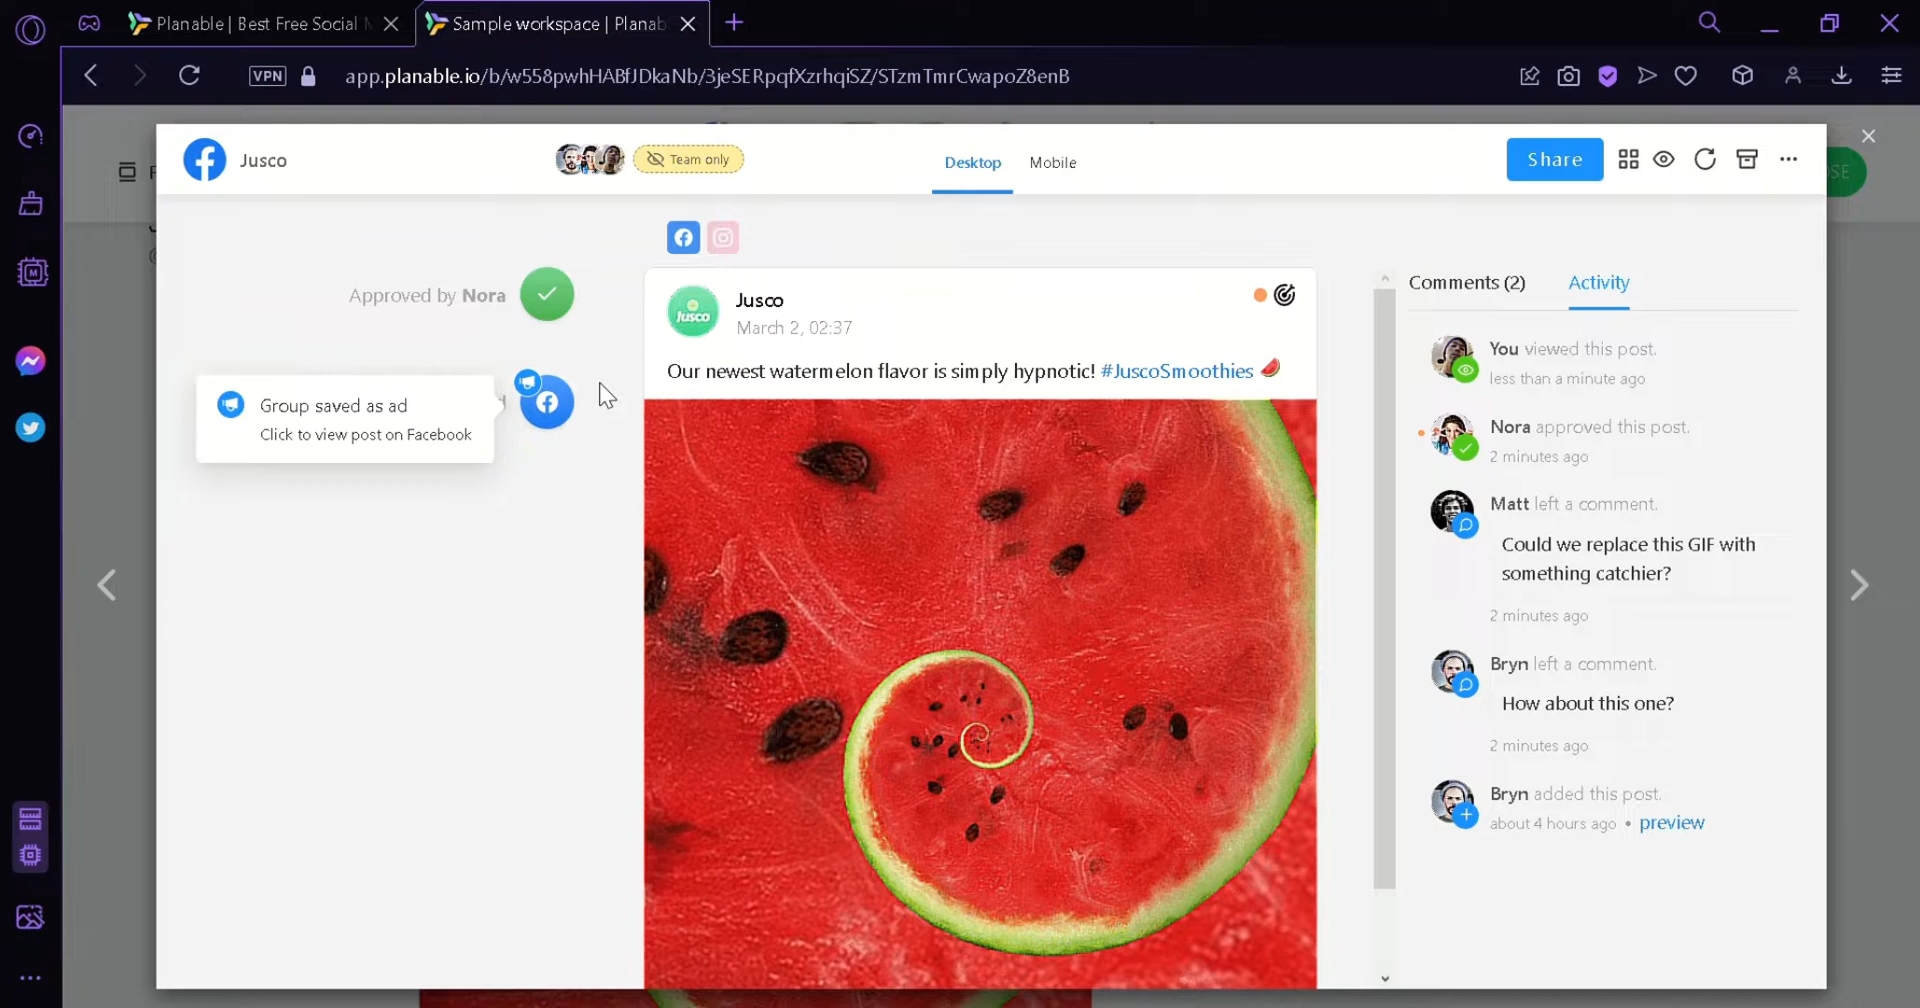 Planable | Best Free Social
Sample workspace | Planab
VPN
app.planable.io/b/w558pwhHABfJDkaNb/3jeSERpqfXzrhqiSZ/STzmTmrCwapoZ8enB
Jusco
Team only
Desktop
Mobile
Share
Approved by Nora
Group saved as ad
Click to view post on Facebook
Jusco
Jusco
March 2, 02:37
Our newest watermelon flavor is simply hypnotic! #JuscoSmoothies 🍉
Comments (2)
Activity
You viewed this post.
less than a minute ago
Nora approved this post.
2 minutes ago
Matt left a comment.
Could we replace this GIF with
something catchier?
2 minutes ago
Bryn left a comment.
How about this one?
2 minutes ago
Bryn added this post.
about 4 hours ago • preview